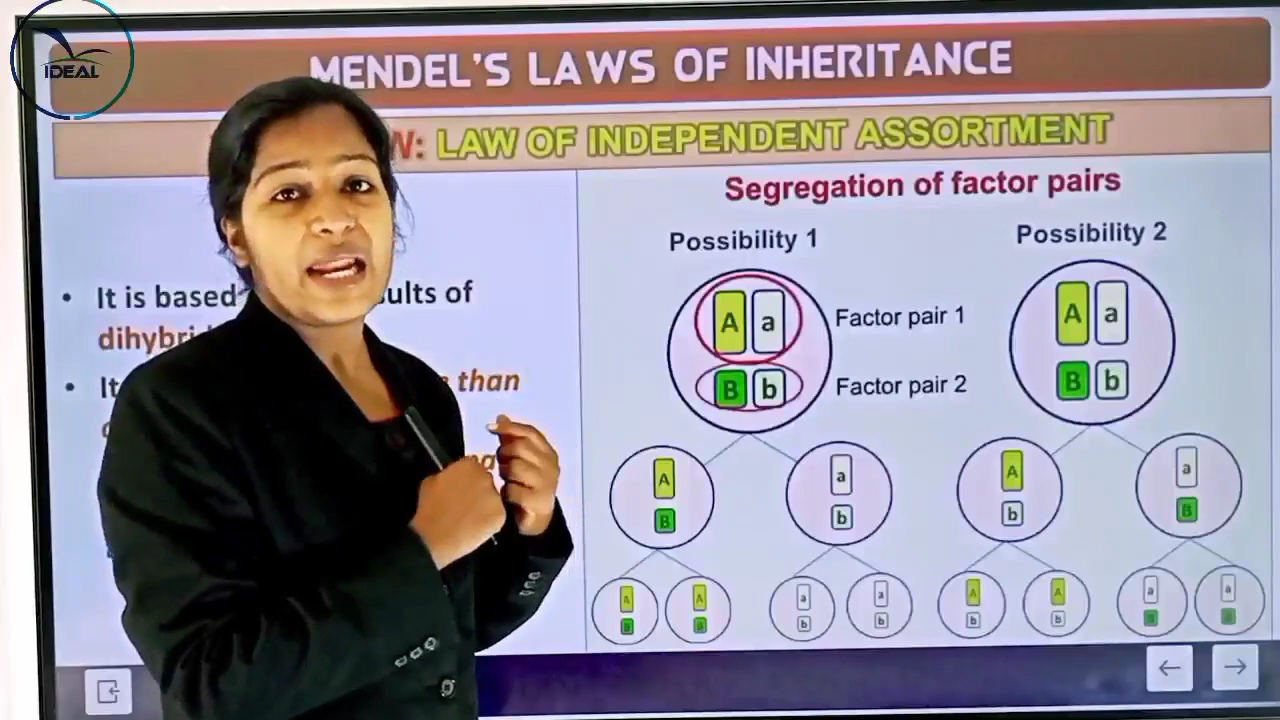 IDEAL
MENDEL'S LAWS OF INHERITANCE
W: LAW OF INDEPENDENT ASSORTMENT
• It is based
ults of
dihybri
• It
than
Segregation of factor pairs
Possibility 1
Possibility 2
A a
Factor pair 1
A a
B b
Factor pair 2
B b
A
a
A
a
B
b
b
B
A
A
a
a
A
A
a
a
B
B
b
b
b
b
B
B